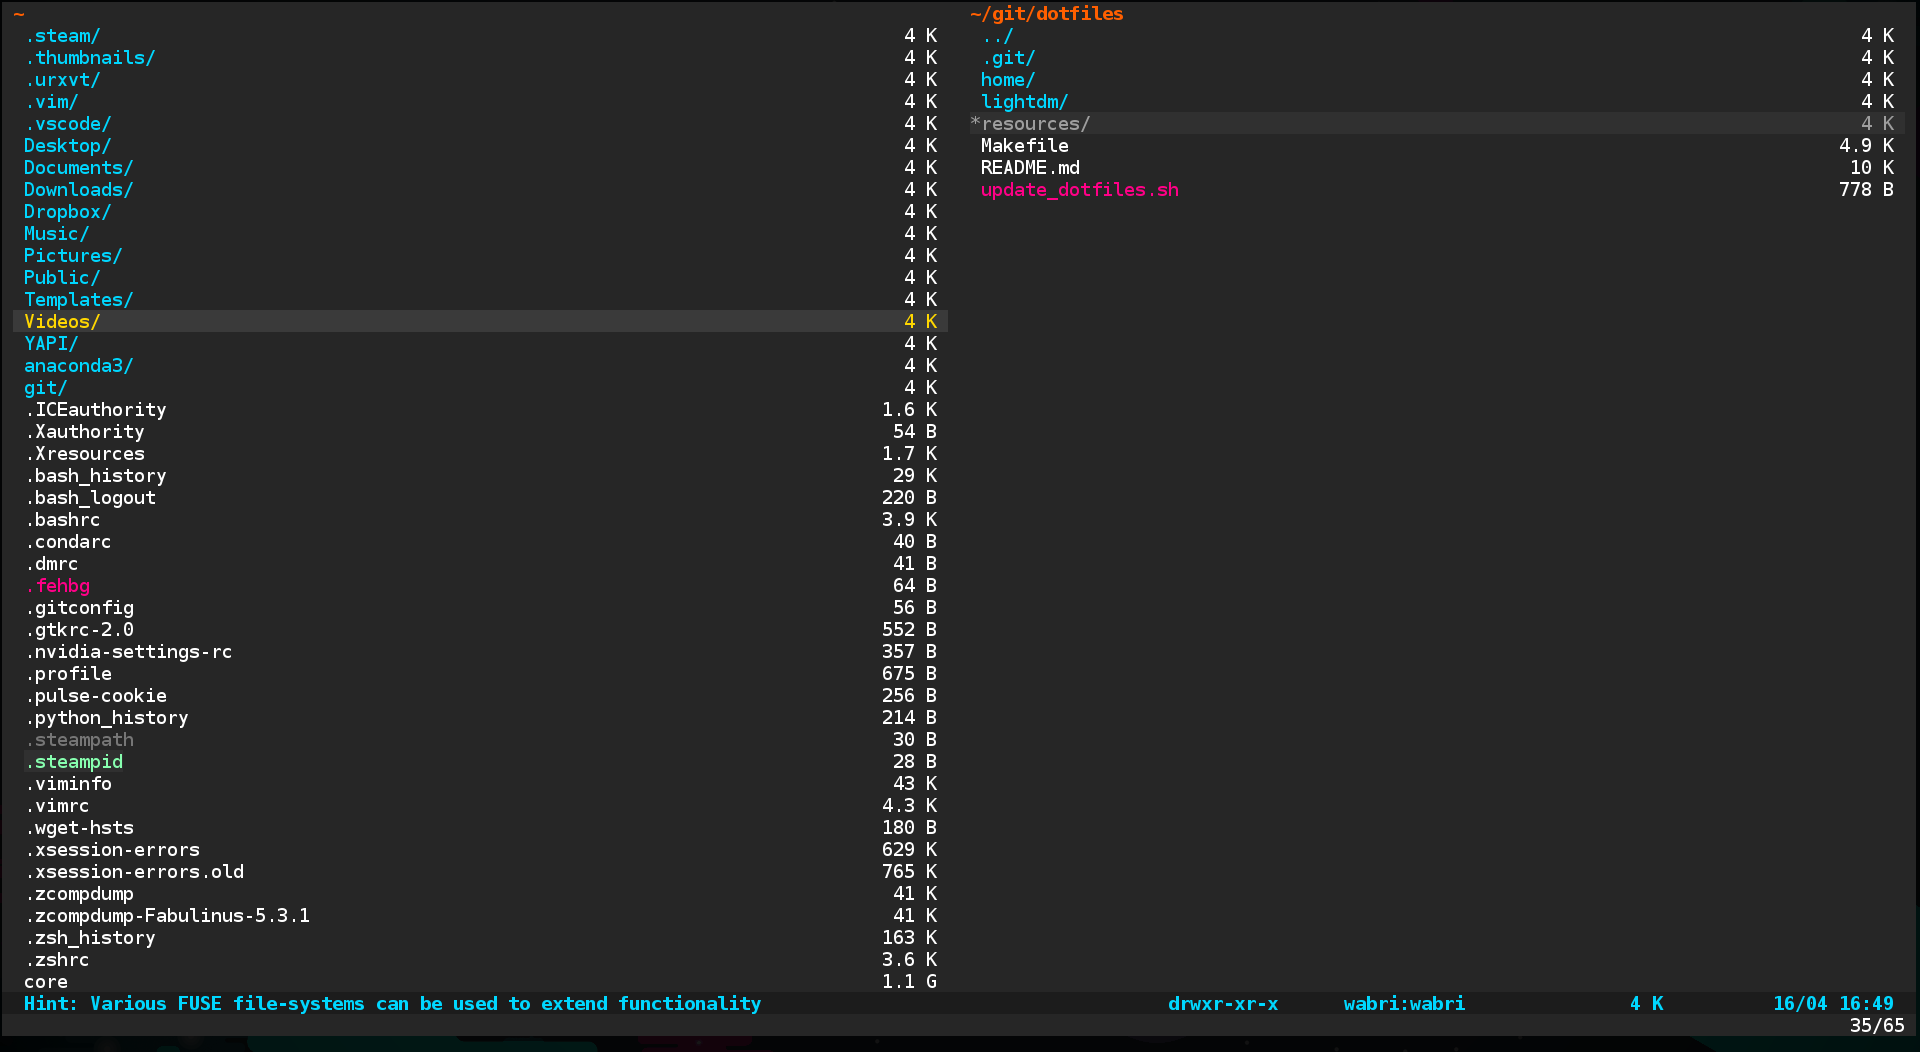 ~
.steam/ 4 K
.thumbnails/ 4 K
.urxvt/ 4 K
.vim/ 4 K
.vscode/ 4 K
Desktop/ 4 K
Documents/ 4 K
Downloads/ 4 K
Dropbox/ 4 K
Music/ 4 K
Pictures/ 4 K
Public/ 4 K
Templates/ 4 K
Videos/ 4 K
YAPI/ 4 K
anaconda3/ 4 K
git/ 4 K
.ICEauthority 1.6 K
.Xauthority 54 B
.Xresources 1.7 K
.bash_history 29 K
.bash_logout 220 B
.bashrc 3.9 K
.condarc 40 B
.dmrc 41 B
.fehbg 64 B
.gitconfig 56 B
.gtkrc-2.0 552 B
.nvidia-settings-rc 357 B
.profile 675 B
.pulse-cookie 256 B
.python_history 214 B
.steampath 30 B
.steampid 28 B
.viminfo 43 K
.vimrc 4.3 K
.wget-hsts 180 B
.xsession-errors 629 K
.xsession-errors.old 765 K
.zcompdump 41 K
.zcompdump-Fabulinus-5.3.1 41 K
.zsh_history 163 K
.zshrc 3.6 K
core 1.1 G
~/git/dotfiles
../ 4 K
.git/ 4 K
home/ 4 K
lightdm/ 4 K
*resources/ 4 K
Makefile 4.9 K
README.md 10 K
update_dotfiles.sh 778 B
Hint: Various FUSE file-systems can be used to extend functionality drwxr-xr-x wabri:wabri 4 K 16/04 16:49
35/65